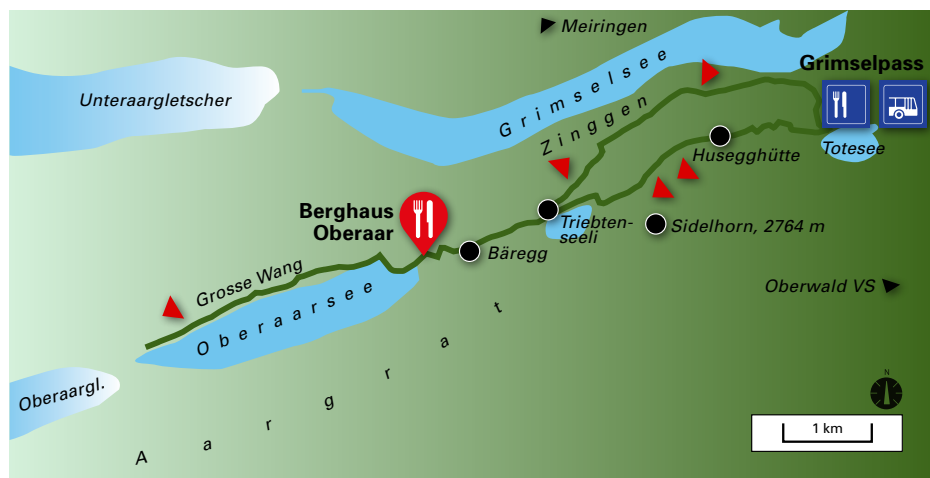 Meiringen
Grimselpass
Unteraargletscher
Grimselsee
Zinggen
Husegghütte
Totesee
Berghaus
Oberaar
Triebten-
seeli
Sidelhorn, 2764 m
Bäregg
Grosse Wang
Oberaarsee
Oberwald VS
Oberaargl.
Aargrat
N
1 km